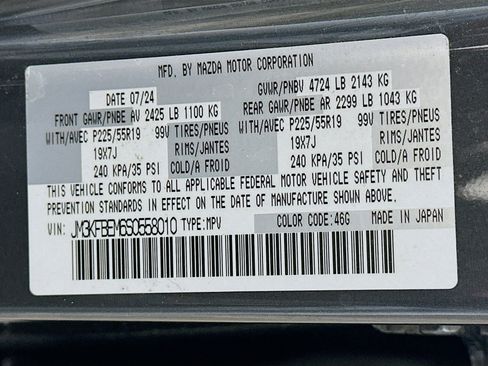 MFD. BY MAZDA MOTOR CORPORATION
DATE 07/24 GVWR/PNBV 4724 LB 2143 KG
FRONT GAWR/PNBE AV 2425 LB 1100 KG REAR GAWR/PNBE AR 2299 LB 1043 KG
WITH/AVEC P225/55R19 99V TIRES/PNEUS WITH/AVEC P225/55R19 99V TIRES/PNEUS
19X7J RIMS/JANTES 19X7J RIMS/JANTES
240 KPA/35 PSI COLD/A FROID 240 KPA/35 PSI COLD/A FROID
THIS VEHICLE CONFORMS TO ALL APPLICABLE FEDERAL MOTOR VEHICLE SAFETY AND THEFT PREVENTION
STANDARDS IN EFFECT ON THE DATE OF MANUFACTURE SHOWN ABOVE.
VIN: JM3KFBEM6S0558010 TYPE:MPV COLOR CODE:46G MADE IN JAPAN